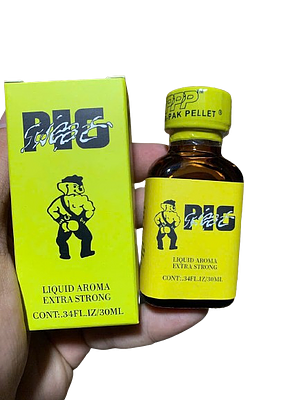 PIG
LIQUID AROMA
EXTRA STRONG
CONT:.34FL.IZ/30ML
PPP
PAK PELLET ®
PIG
LIQUID AROMA
EXTRA STRONG
CONT:.34FL.IZ/30ML